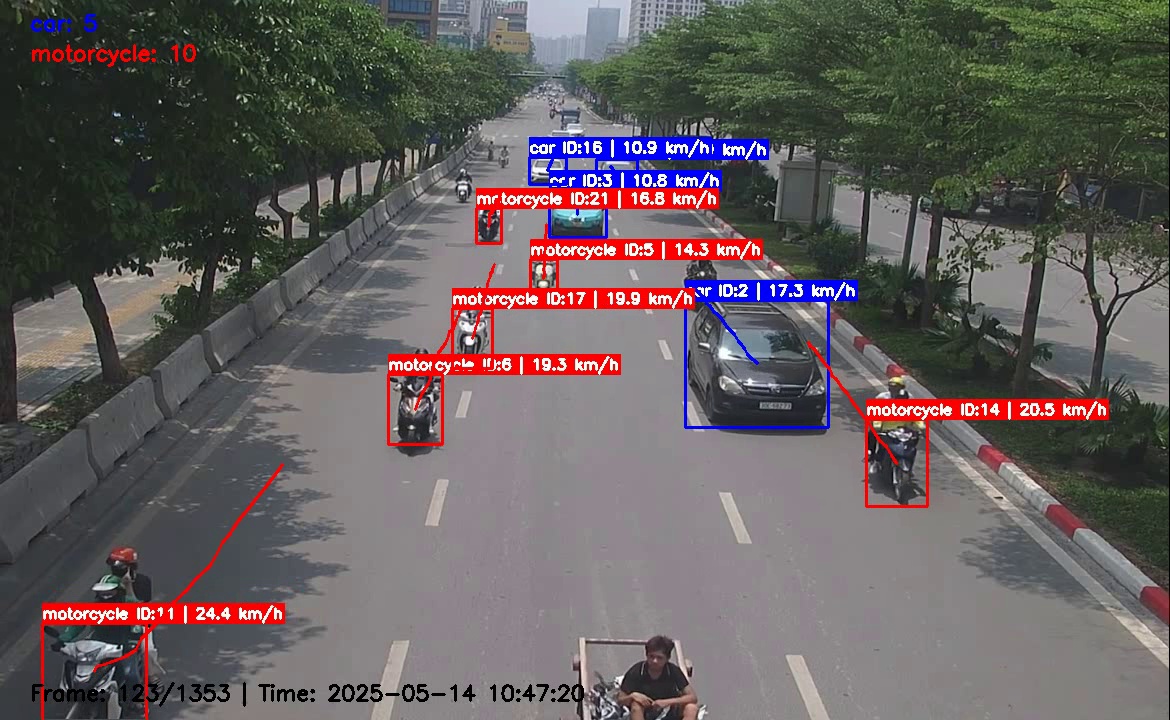 car: 5
motorcycle: 10
car ID:16 | 10.9 km/h
km/h
car ID:3 | 10.8 km/h
motorcycle ID:21 | 16.8 km/h
motorcycle ID:5 | 14.3 km/h
car ID:2 | 17.3 km/h
motorcycle ID:17 | 19.9 km/h
motorcycle ID:6 | 19.3 km/h
motorcycle ID:14 | 20.5 km/h
motorcycle ID:11 | 24.4 km/h
Frame: 123/1353 | Time: 2025-05-14 10:47:20